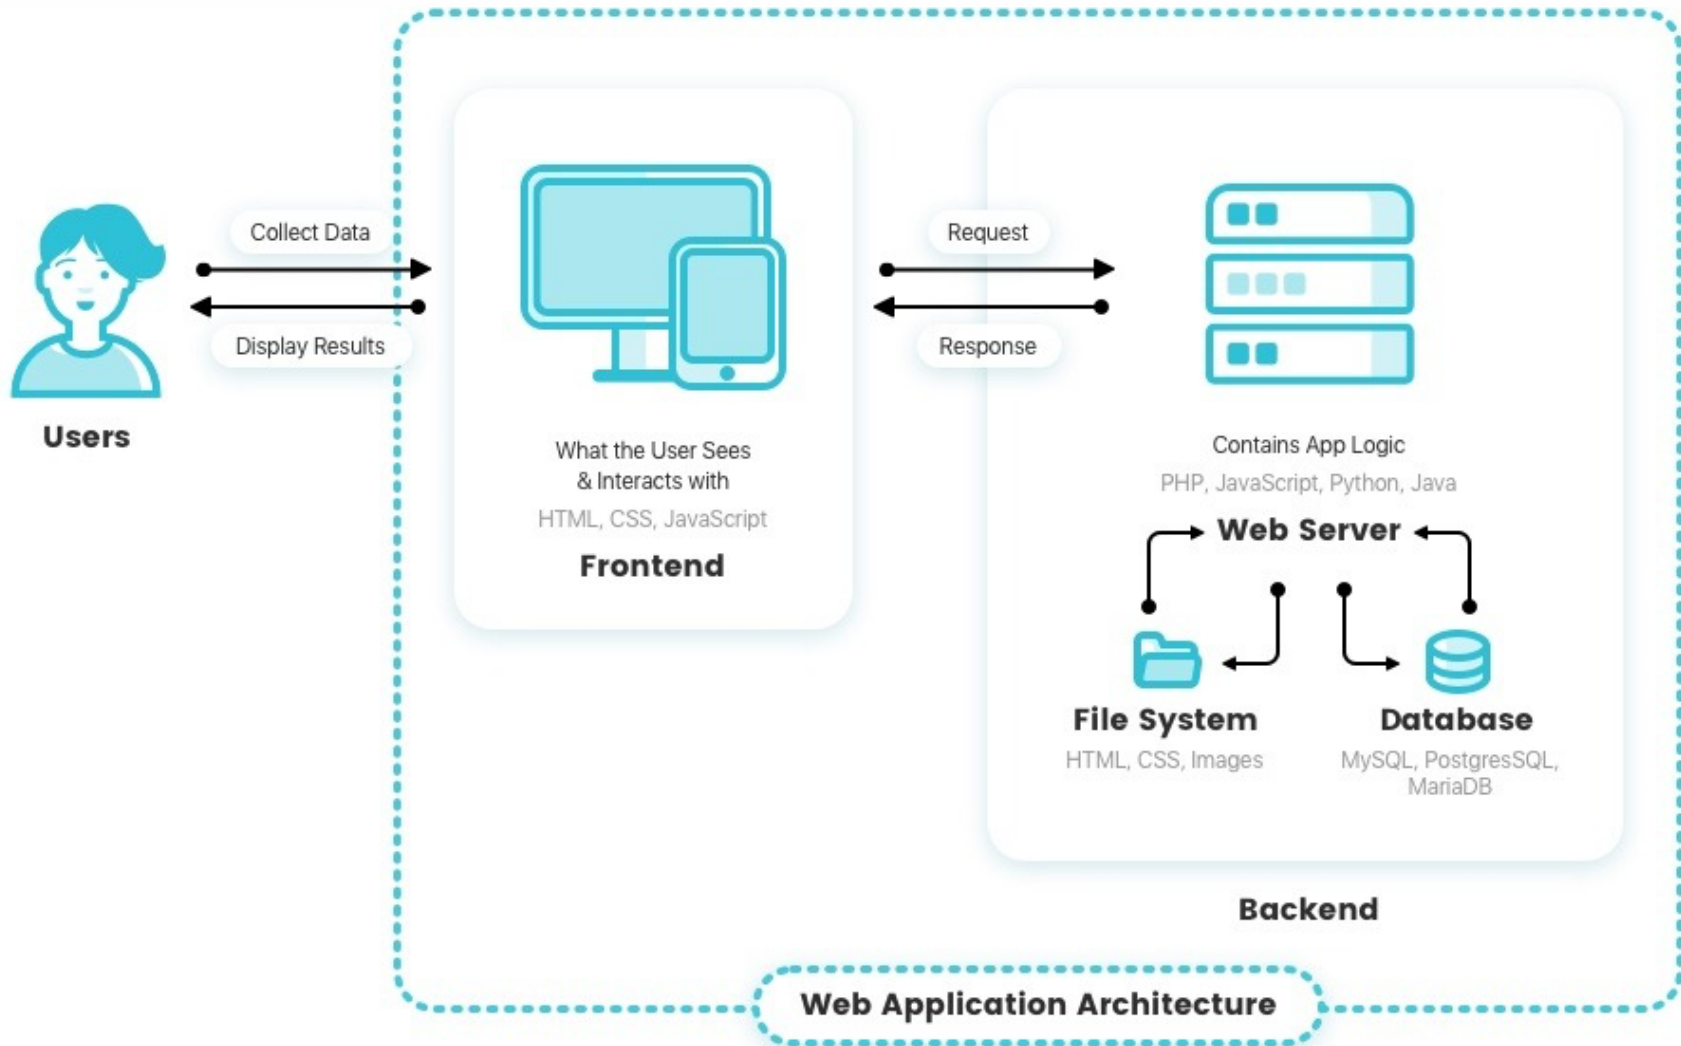 Collect Data
Display Results
Users
What the User Sees
& Interacts with
HTML, CSS, JavaScript
Frontend
Request
Response
Contains App Logic
PHP, JavaScript, Python, Java
Web Server
File System
HTML, CSS, Images
Database
MySQL, PostgresSQL,
MariaDB
Backend
Web Application Architecture